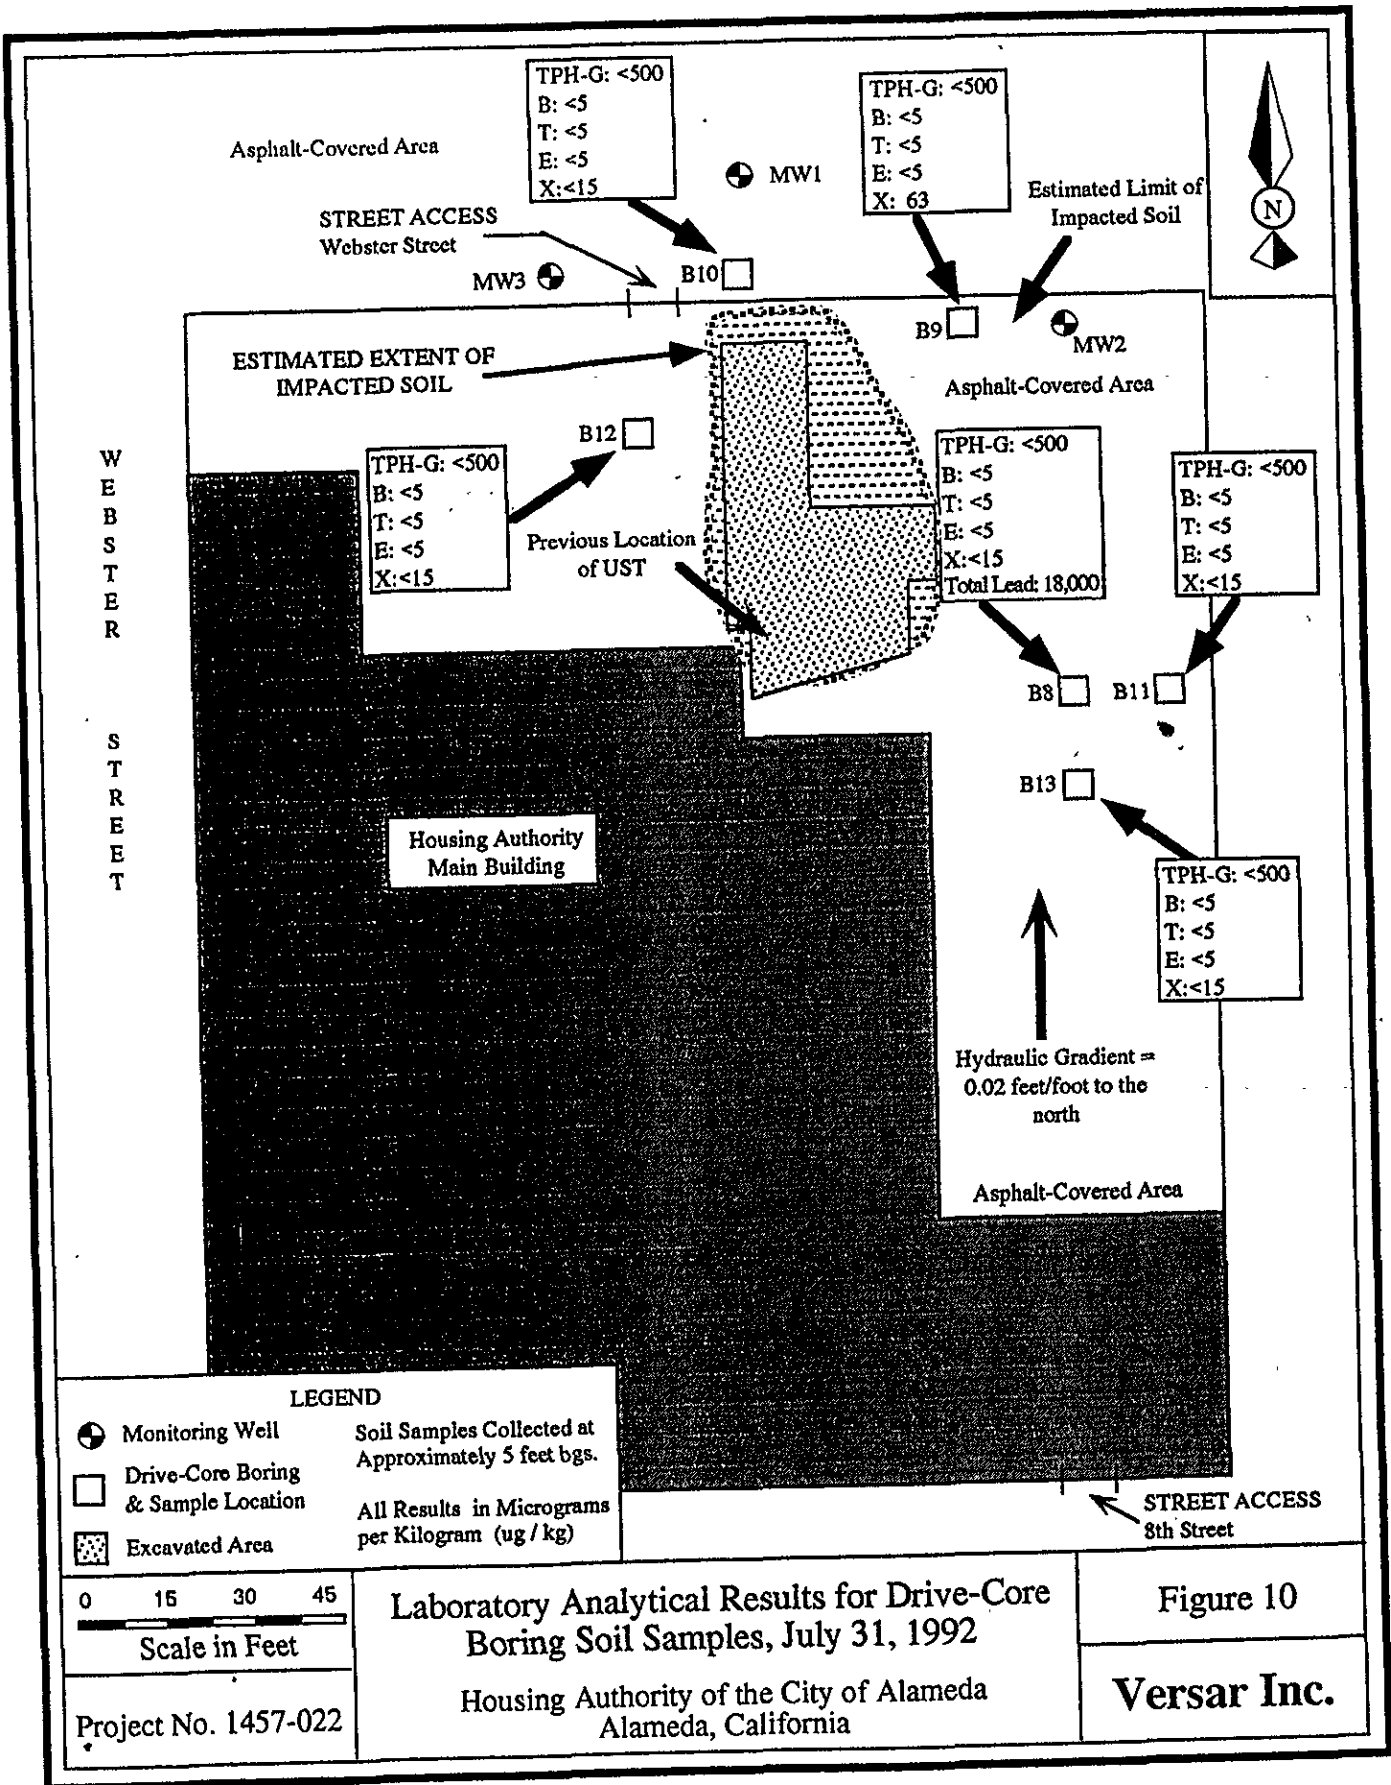 TPH-G: <500
B: <5
T: <5
E: <5
X:<15
TPH-G: <500
B: <5
T: <5
E: <5
X: 63
Asphalt-Covered Area
MW1
Estimated Limit of
Impacted Soil
N
STREET ACCESS
Webster Street
MW3
B10
B9
MW2
ESTIMATED EXTENT OF
IMPACTED SOIL
Asphalt-Covered Area
B12
TPH-G: <500
B: <5
T: <5
E: <5
X:<15
Previous Location
of UST
TPH-G: <500
B: <5
T: <5
E: <5
X:<15
Total Lead: 18,000
TPH-G: <500
B: <5
T: <5
E: <5
X:<15
WEBSTER STREET
B8
B11
B13
Housing Authority
Main Building
TPH-G: <500
B: <5
T: <5
E: <5
X:<15
Hydraulic Gradient =
0.02 feet/foot to the
north
Asphalt-Covered Area
LEGEND
Monitoring Well
Drive-Core Boring
& Sample Location
Excavated Area
Soil Samples Collected at
Approximately 5 feet bgs.
All Results in Micrograms
per Kilogram (ug / kg)
STREET ACCESS
8th Street
0 15 30 45
Scale in Feet
Project No. 1457-022
Laboratory Analytical Results for Drive-Core
Boring Soil Samples, July 31, 1992
Housing Authority of the City of Alameda
Alameda, California
Figure 10
Versar Inc.